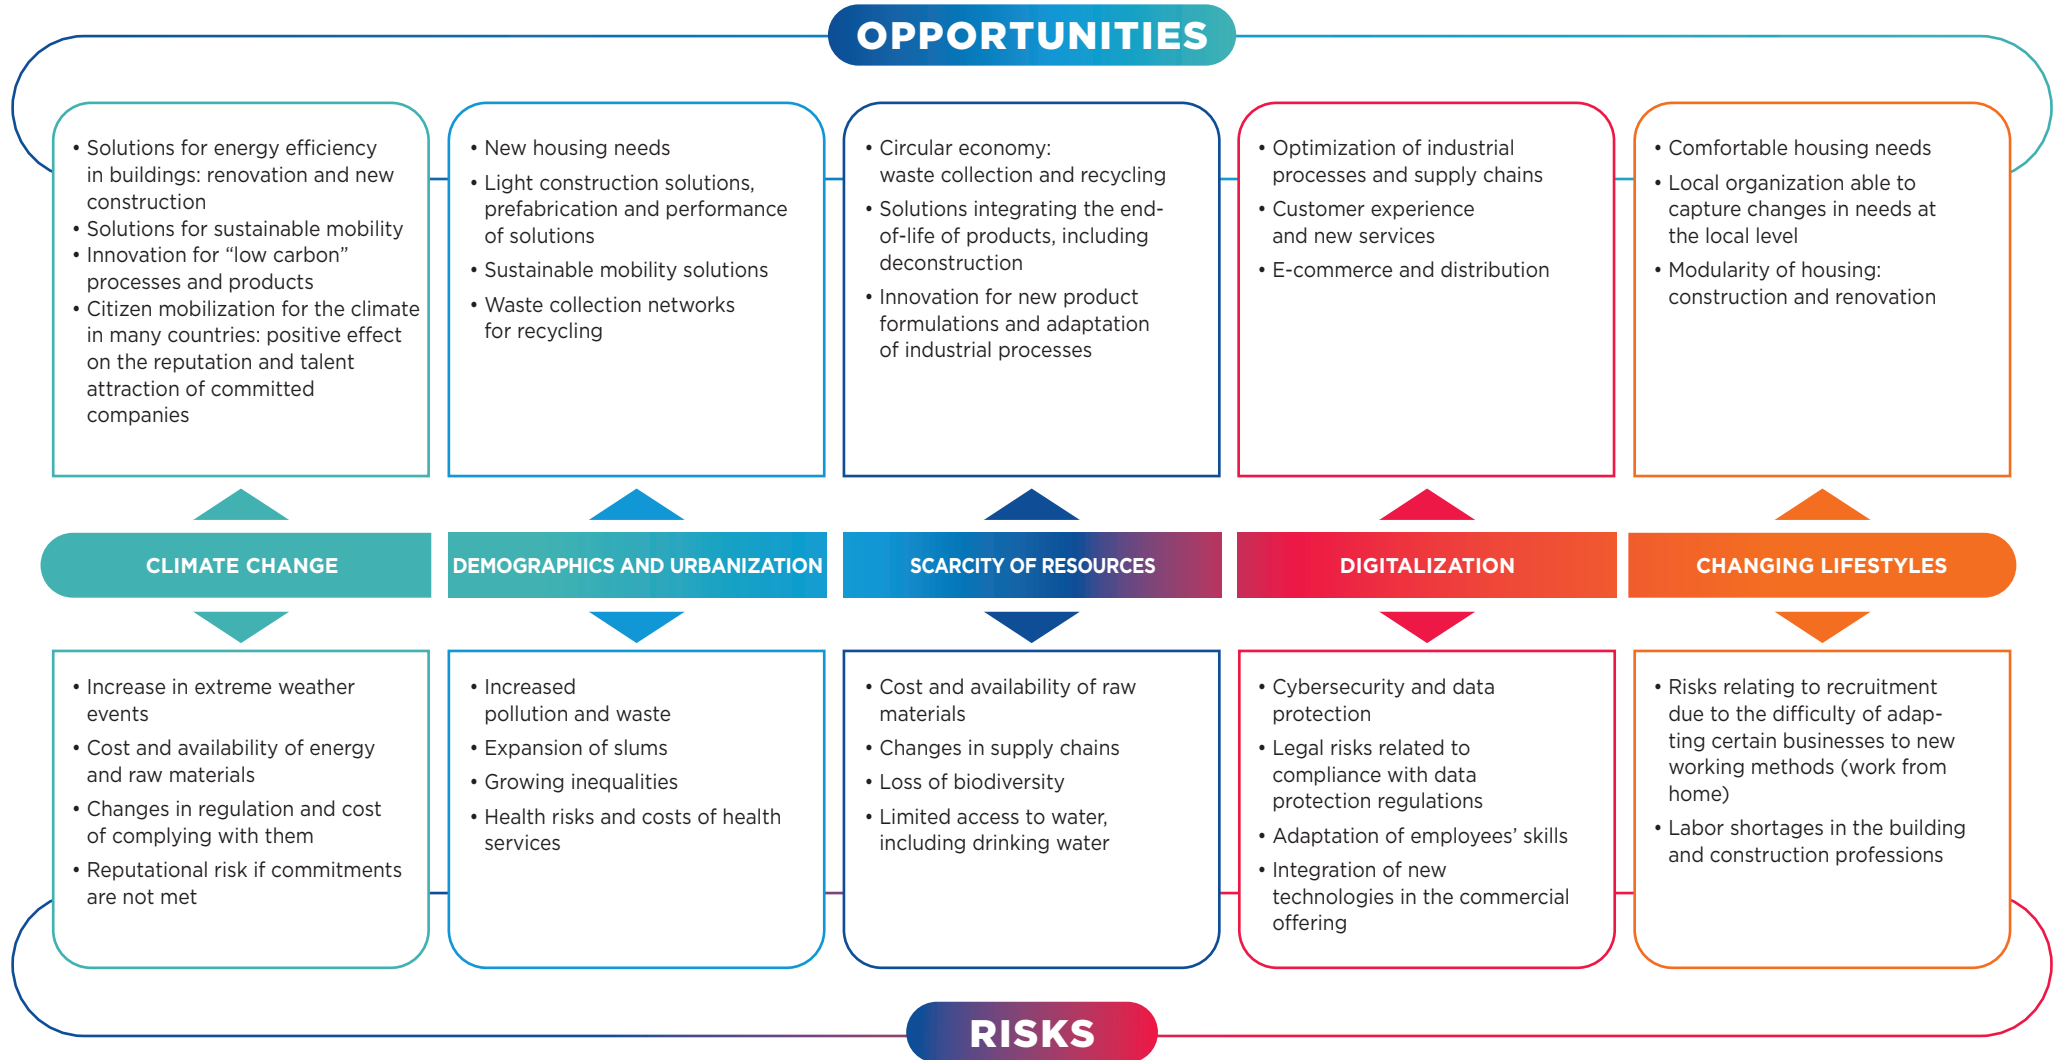 OPPORTUNITIES
• Solutions for energy efficiency
in buildings: renovation and new
construction
• Solutions for sustainable mobility
• Innovation for “low carbon”
processes and products
• Citizen mobilization for the climate
in many countries: positive effect
on the reputation and talent
attraction of committed
companies
• New housing needs
• Light construction solutions,
prefabrication and performance
of solutions
• Sustainable mobility solutions
• Waste collection networks
for recycling
• Circular economy:
waste collection and recycling
• Solutions integrating the end-
of-life of products, including
deconstruction
• Innovation for new product
formulations and adaptation
of industrial processes
• Optimization of industrial
processes and supply chains
• Customer experience
and new services
• E-commerce and distribution
• Comfortable housing needs
• Local organization able to
capture changes in needs at
the local level
• Modularity of housing:
construction and renovation
CLIMATE CHANGE
DEMOGRAPHICS AND URBANIZATION
SCARCITY OF RESOURCES
DIGITALIZATION
CHANGING LIFESTYLES
• Increase in extreme weather
events
• Cost and availability of energy
and raw materials
• Changes in regulation and cost
of complying with them
• Reputational risk if commitments
are not met
• Increased
pollution and waste
• Expansion of slums
• Growing inequalities
• Health risks and costs of health
services
• Cost and availability of raw
materials
• Changes in supply chains
• Loss of biodiversity
• Limited access to water,
including drinking water
• Cybersecurity and data
protection
• Legal risks related to
compliance with data
protection regulations
• Adaptation of employees’ skills
• Integration of new
technologies in the commercial
offering
• Risks relating to recruitment
due to the difficulty of adap-
ting certain businesses to new
working methods (work from
home)
• Labor shortages in the building
and construction professions
RISKS